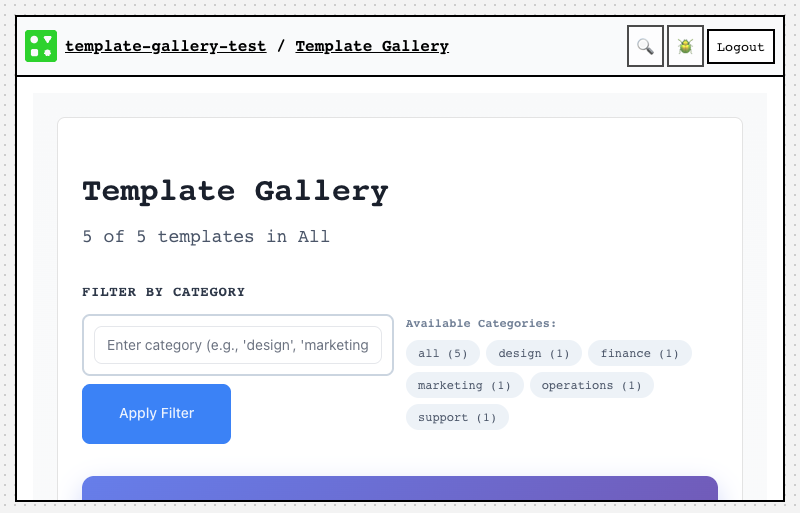 template-gallery-test / Template Gallery
Logout
Template Gallery
5 of 5 templates in All
FILTER BY CATEGORY
Enter category (e.g., 'design', 'marketing
Apply Filter
Available Categories:
all (5) design (1) finance (1)
marketing (1) operations (1)
support (1)